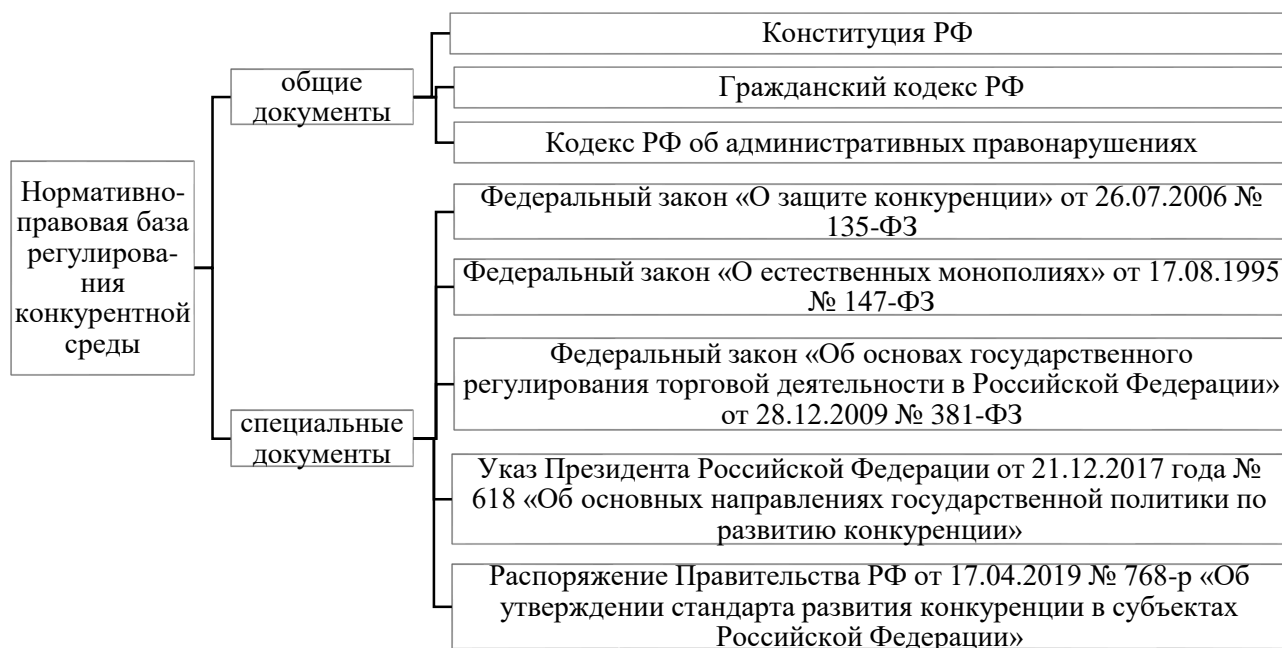 Нормативно-
правовая база
регулирова-
ния
конкурентной
среды
общие
документы
Конституция РФ
Гражданский кодекс РФ
Кодекс РФ об административных правонарушениях
специальные
документы
Федеральный закон «О защите конкуренции» от 26.07.2006 №
135-ФЗ
Федеральный закон «О естественных монополиях» от 17.08.1995
№ 147-ФЗ
Федеральный закон «Об основах государственного
регулирования торговой деятельности в Российской Федерации»
от 28.12.2009 № 381-ФЗ
Указ Президента Российской Федерации от 21.12.2017 года №
618 «Об основных направлениях государственной политики по
развитию конкуренции»
Распоряжение Правительства РФ от 17.04.2019 № 768-р «Об
утверждении стандарта развития конкуренции в субъектах
Российской Федерации»